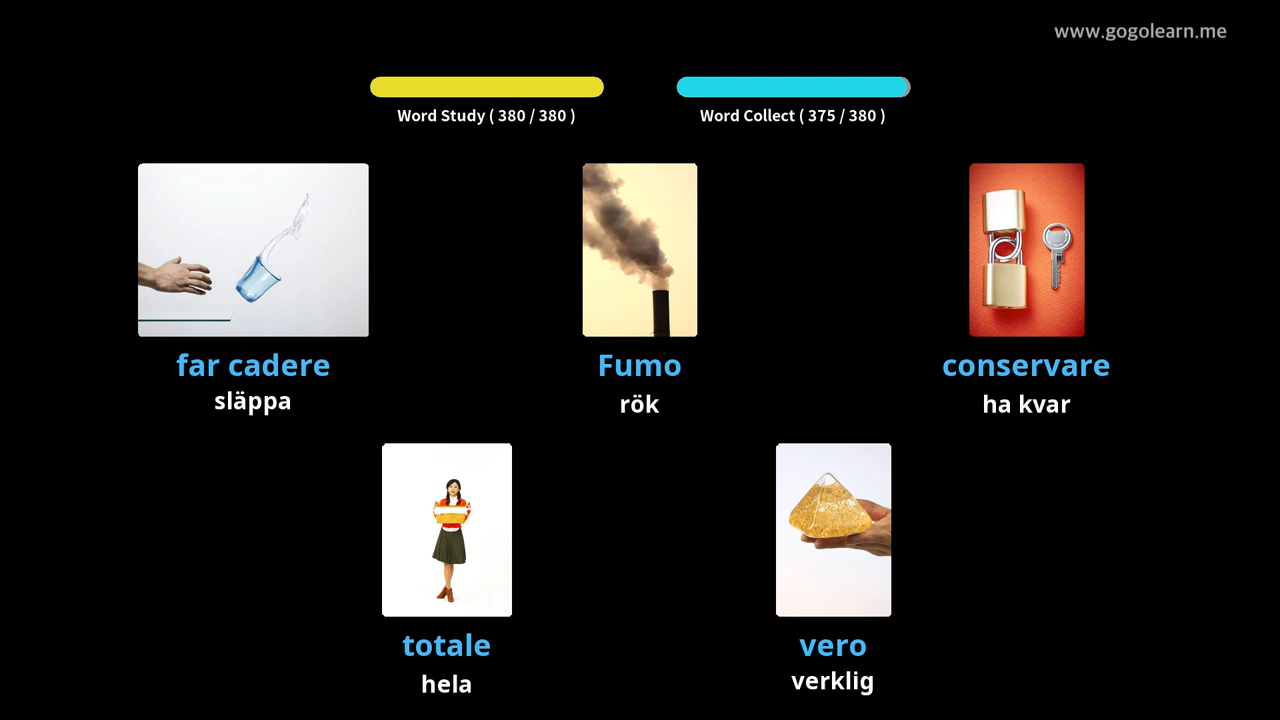 www.gogolearn.me
Word Study ( 380 / 380 )
Word Collect ( 375 / 380 )
far cadere
släppa
Fumo
rök
conservare
ha kvar
totale
hela
vero
verklig